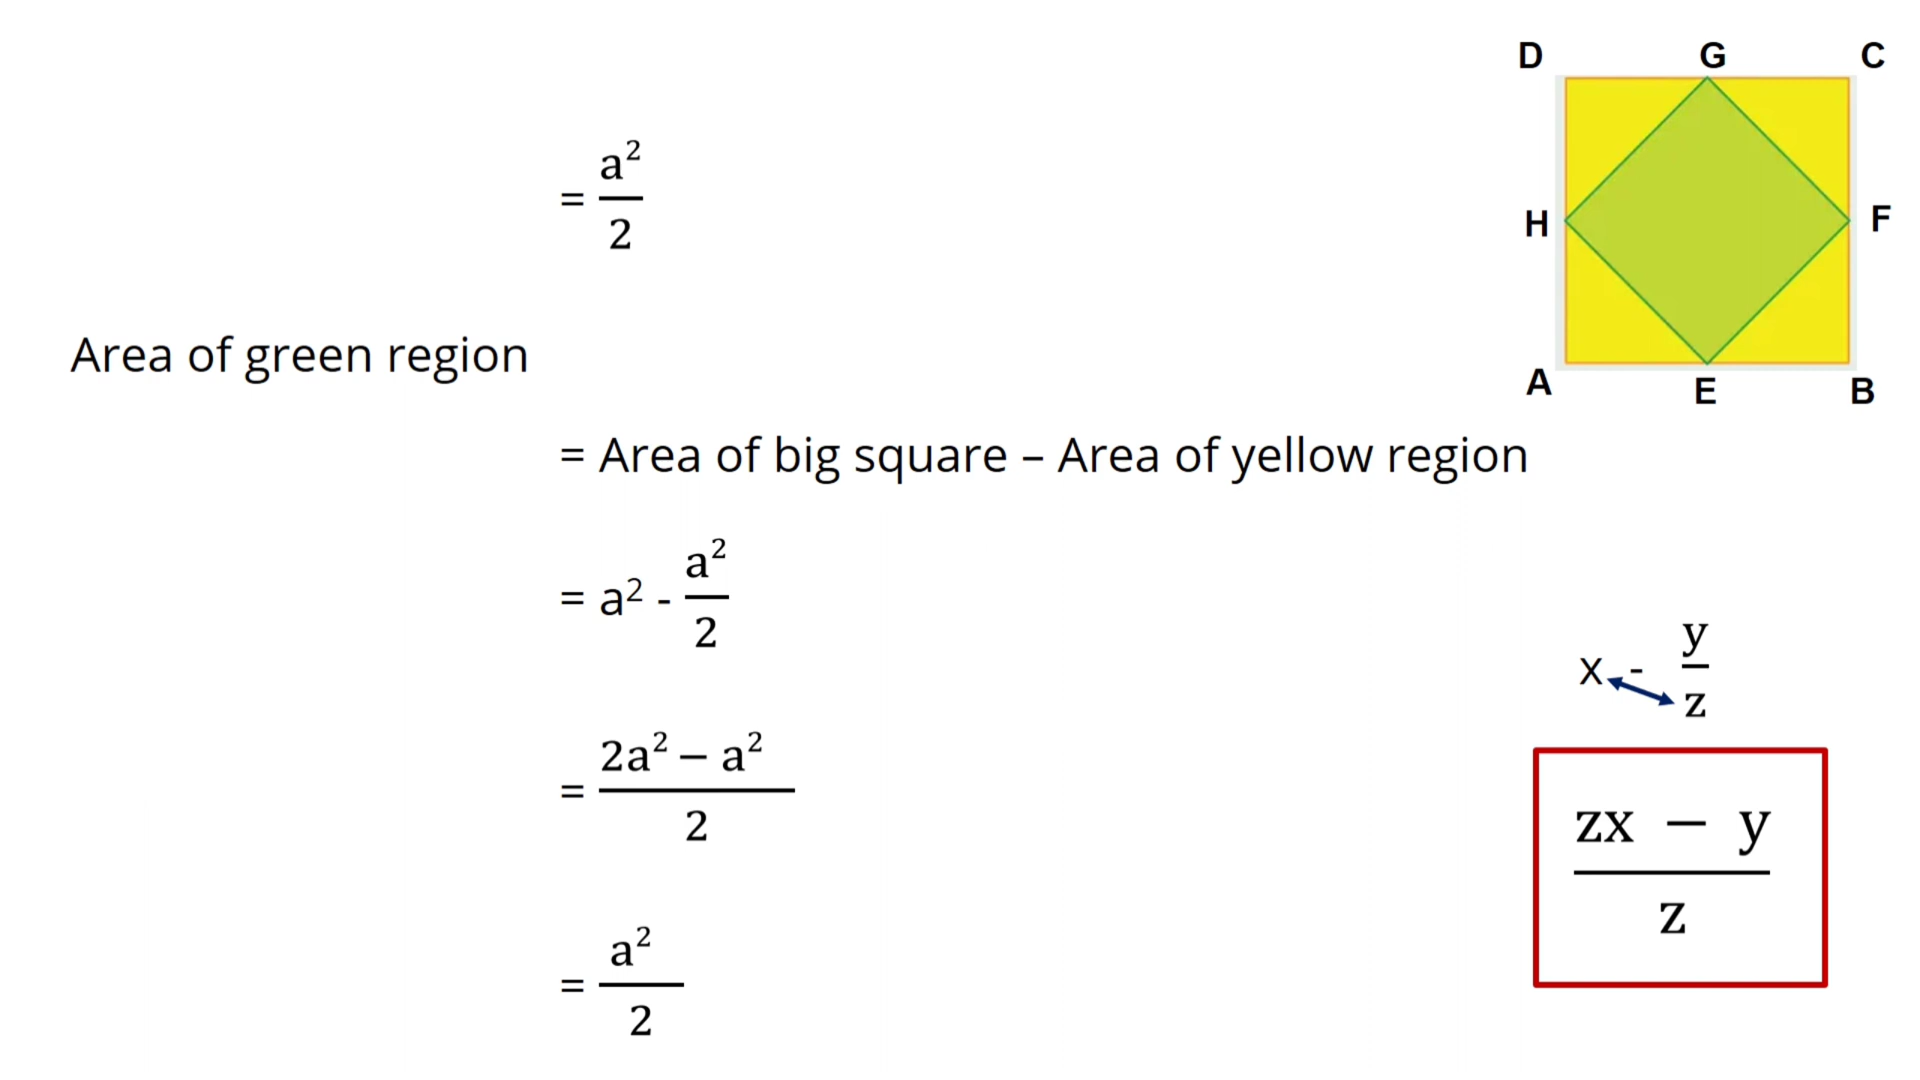 D G C
= a²/2
H F
Area of green region
A E B
= Area of big square – Area of yellow region
= a² - a²/2
x - y/z
= 2a² – a²/2
zx – y/z
= a²/2